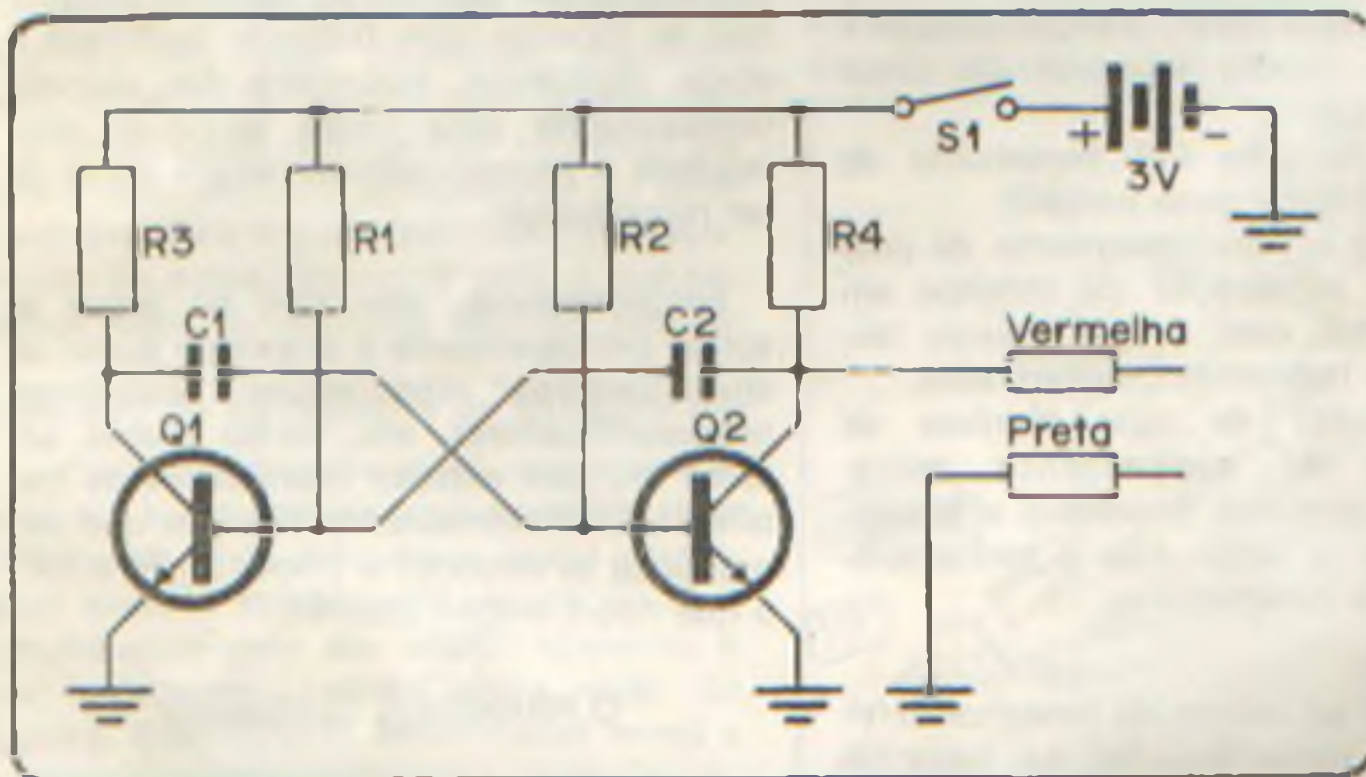 S1
+ -
3V
R3 R1 R2 R4
C1 C2
Vermelha
Q1 Q2
Preta